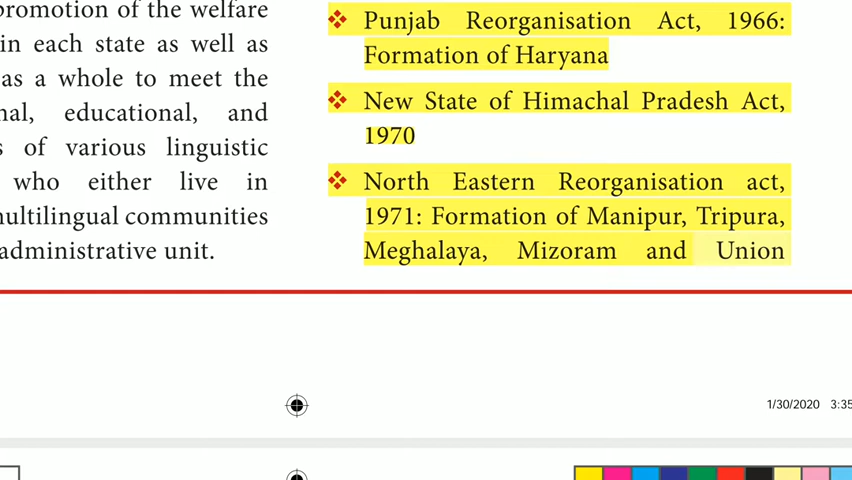 promotion of the welfare
in each state as well as
as a whole to meet the
educational, and
of various linguistic
who either live in
multilingual communities
administrative unit.
Punjab Reorganisation Act, 1966:
Formation of Haryana
New State of Himachal Pradesh Act,
1970
North Eastern Reorganisation act,
1971: Formation of Manipur, Tripura,
Meghalaya, Mizoram and Union
1/30/2020 3:35